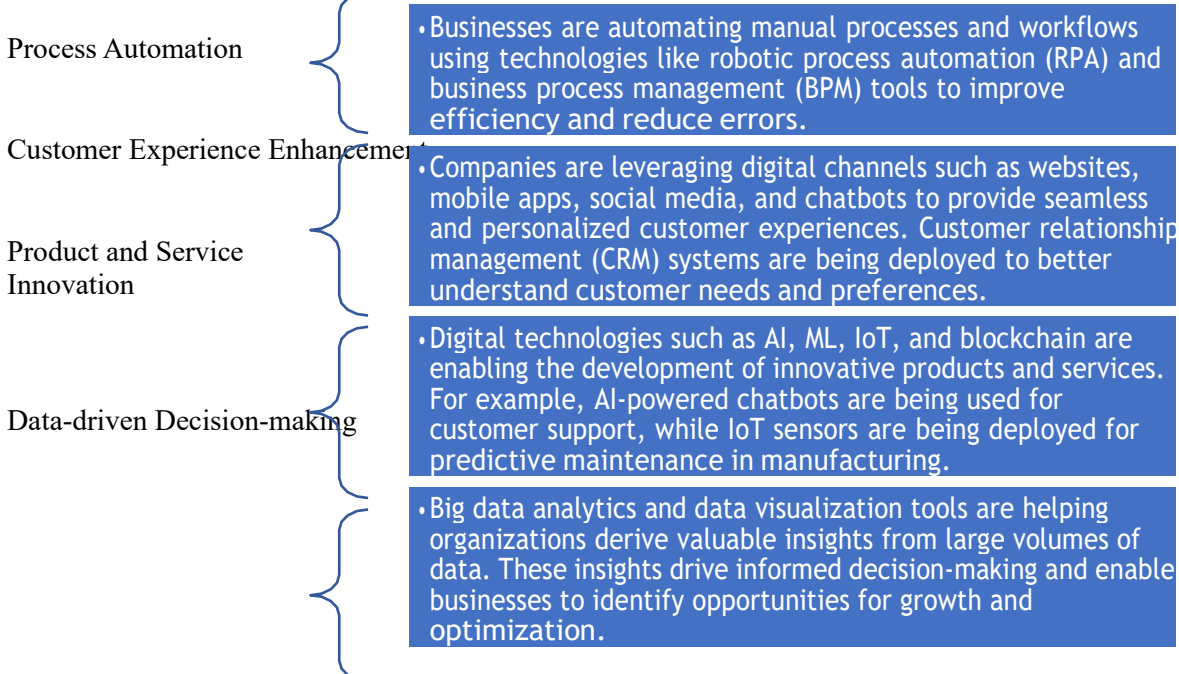 Process Automation
• Businesses are automating manual processes and workflows
using technologies like robotic process automation (RPA) and
business process management (BPM) tools to improve
efficiency and reduce errors.
Customer Experience Enhancement
• Companies are leveraging digital channels such as websites,
mobile apps, social media, and chatbots to provide seamless
and personalized customer experiences. Customer relationship
management (CRM) systems are being deployed to better
understand customer needs and preferences.
Product and Service
Innovation
• Digital technologies such as AI, ML, IoT, and blockchain are
enabling the development of innovative products and services.
For example, AI-powered chatbots are being used for
customer support, while IoT sensors are being deployed for
predictive maintenance in manufacturing.
Data-driven Decision-making
• Big data analytics and data visualization tools are helping
organizations derive valuable insights from large volumes of
data. These insights drive informed decision-making and enable
businesses to identify opportunities for growth and
optimization.